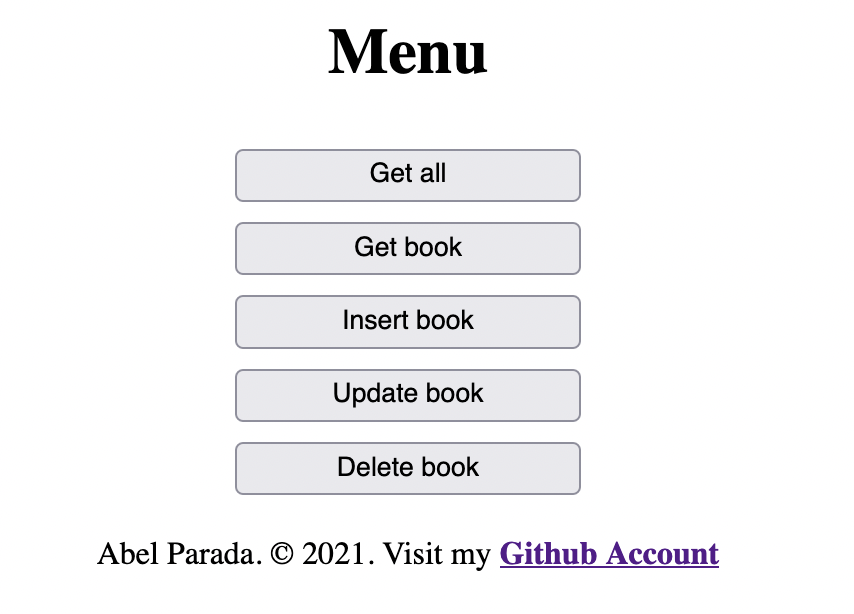 Menu
Get all
Get book
Insert book
Update book
Delete book
Abel Parada. © 2021. Visit my Github Account